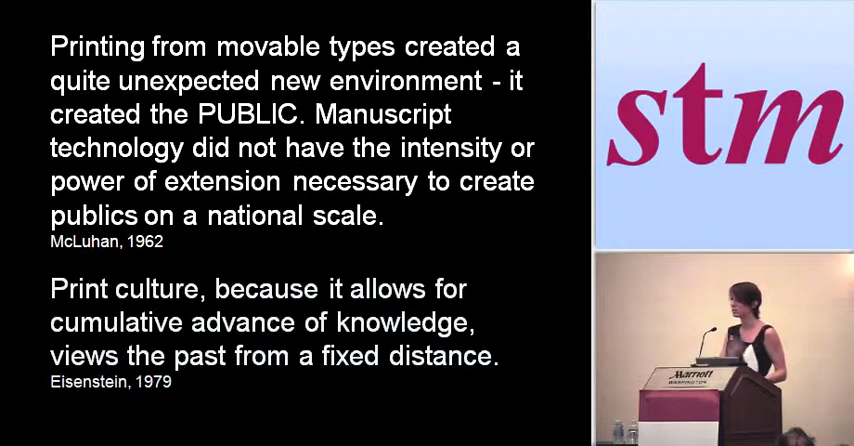 Printing from movable types created a
quite unexpected new environment - it
created the PUBLIC. Manuscript
technology did not have the intensity or
power of extension necessary to create
publics on a national scale.
McLuhan, 1962
Print culture, because it allows for
cumulative advance of knowledge,
views the past from a fixed distance.
Eisenstein, 1979
stm
Marriott
WASHINGTON